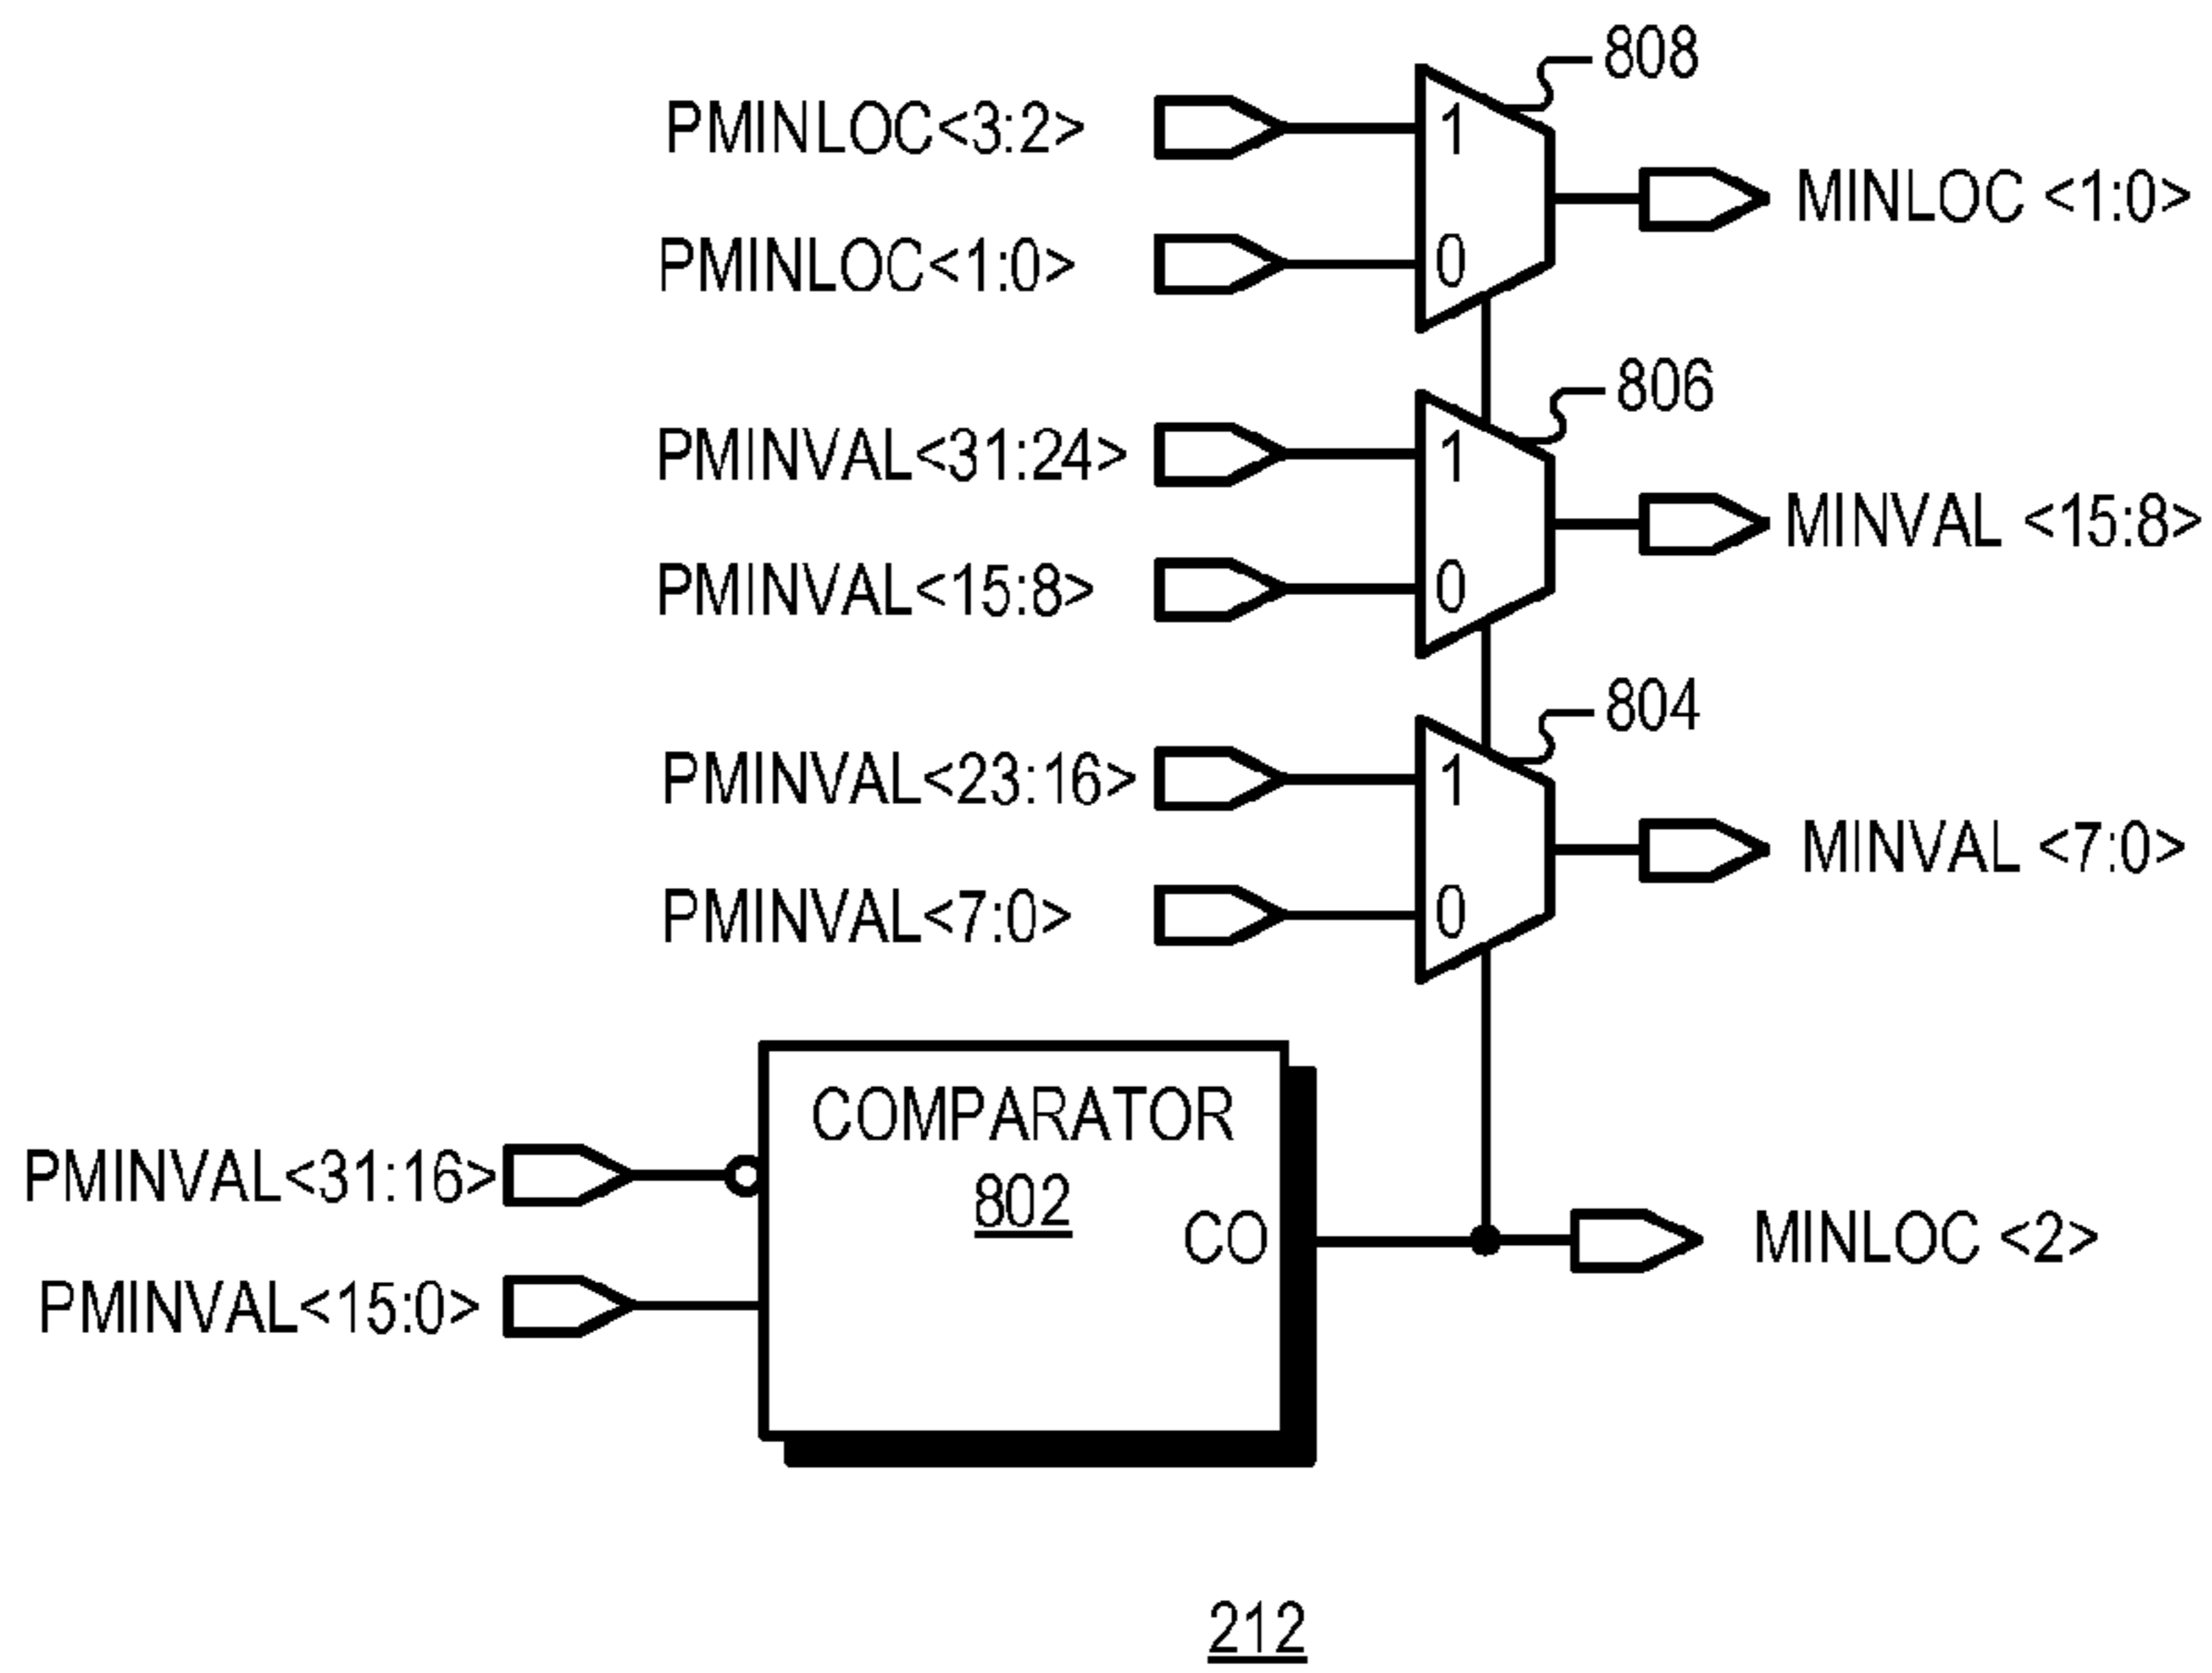 808
PMINLOC<3:2>
1
MINLOC <1:0>
PMINLOC<1:0>
0
806
PMINVAL<31:24>
1
MINVAL <15:8>
PMINVAL<15:8>
0
804
PMINVAL<23:16>
1
MINVAL <7:0>
PMINVAL<7:0>
0
COMPARATOR
802
PMINVAL<31:16>
CO
MINLOC <2>
PMINVAL<15:0>
212